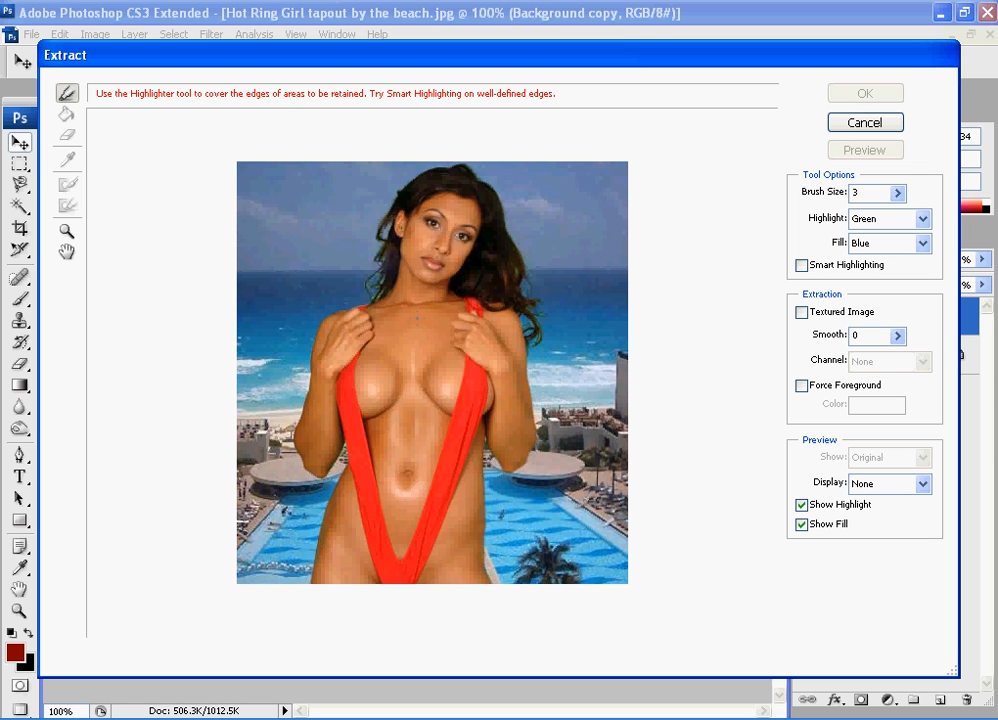 Adobe Photoshop CS3 Extended - [Hot Ring Girl tapout by the beach.jpg @ 100% (Background copy, RGB/8#)]
File Edit Image Layer Select Filter Analysis View Window Help
Extract
Use the Highlighter tool to cover the edges of areas to be retained. Try Smart Highlighting on well-defined edges.
OK
Cancel
Preview
Tool Options
Brush Size: 3
Highlight: Green
Fill: Blue
Smart Highlighting
Extraction
Textured Image
Smooth: 0
Channel: None
Force Foreground
Color:
Preview
Show: Original
Display: None
Show Highlight
Show Fill
Ps
T
34
%
%
fx
100% Doc: 506.3K/1012.5K